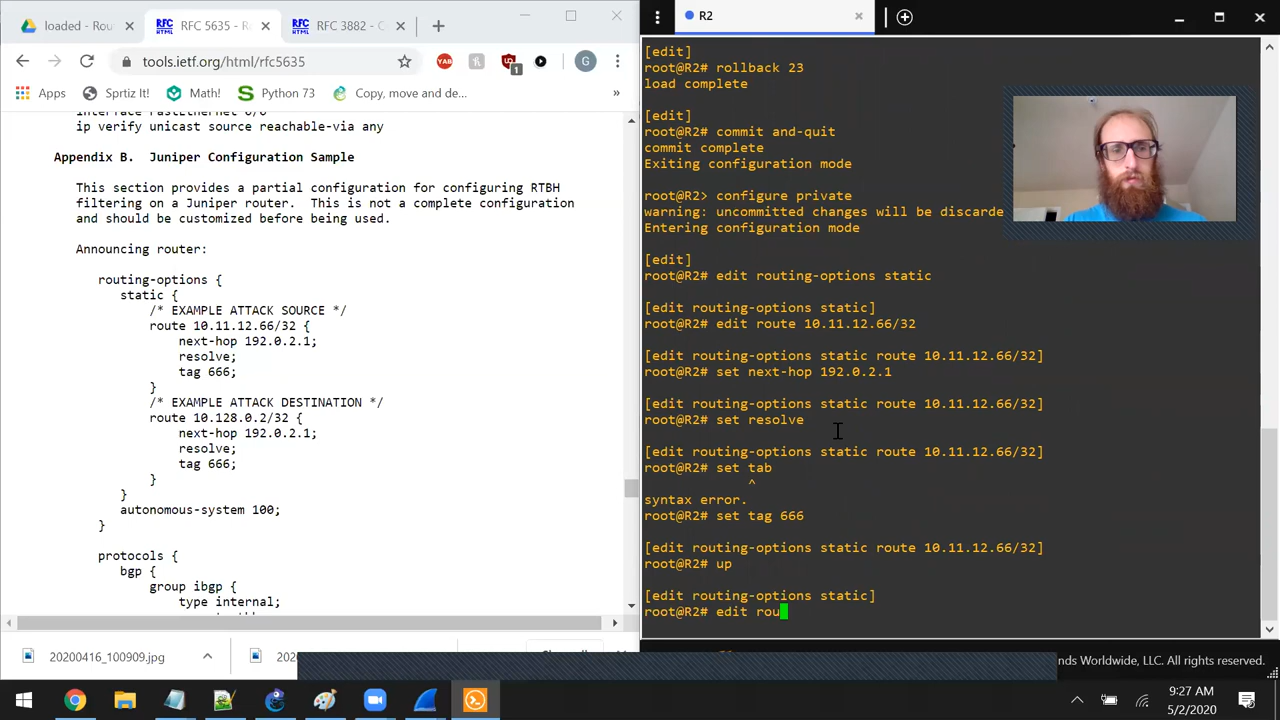 loaded - Rou
RFC 5635 - R
RFC 3882 - C
tools.ietf.org/html/rfc5635
YAB
1
G
Apps
Sprtiz It!
Math!
Python 73
Copy, move and de...
»
ip verify unicast source reachable-via any
Appendix B. Juniper Configuration Sample
This section provides a partial configuration for configuring RTBH
filtering on a Juniper router. This is not a complete configuration
and should be customized before being used.
Announcing router:
routing-options {
static {
/* EXAMPLE ATTACK SOURCE */
route 10.11.12.66/32 {
next-hop 192.0.2.1;
resolve;
tag 666;
}
/* EXAMPLE ATTACK DESTINATION */
route 10.128.0.2/32 {
next-hop 192.0.2.1;
resolve;
tag 666;
}
}
autonomous-system 100;
}
protocols {
bgp {
group ibgp {
type internal;
20200416_100909.jpg
R2
[edit]
root@R2# rollback 23
load complete
[edit]
root@R2# commit and-quit
commit complete
Exiting configuration mode
root@R2> configure private
warning: uncommitted changes will be discarde
Entering configuration mode
[edit]
root@R2# edit routing-options static
[edit routing-options static]
root@R2# edit route 10.11.12.66/32
[edit routing-options static route 10.11.12.66/32]
root@R2# set next-hop 192.0.2.1
[edit routing-options static route 10.11.12.66/32]
root@R2# set resolve
[edit routing-options static route 10.11.12.66/32]
root@R2# set tab
^
syntax error.
root@R2# set tag 666
[edit routing-options static route 10.11.12.66/32]
root@R2# up
[edit routing-options static]
root@R2# edit rou
nds Worldwide, LLC. All rights reserved.
9:27 AM
5/2/2020